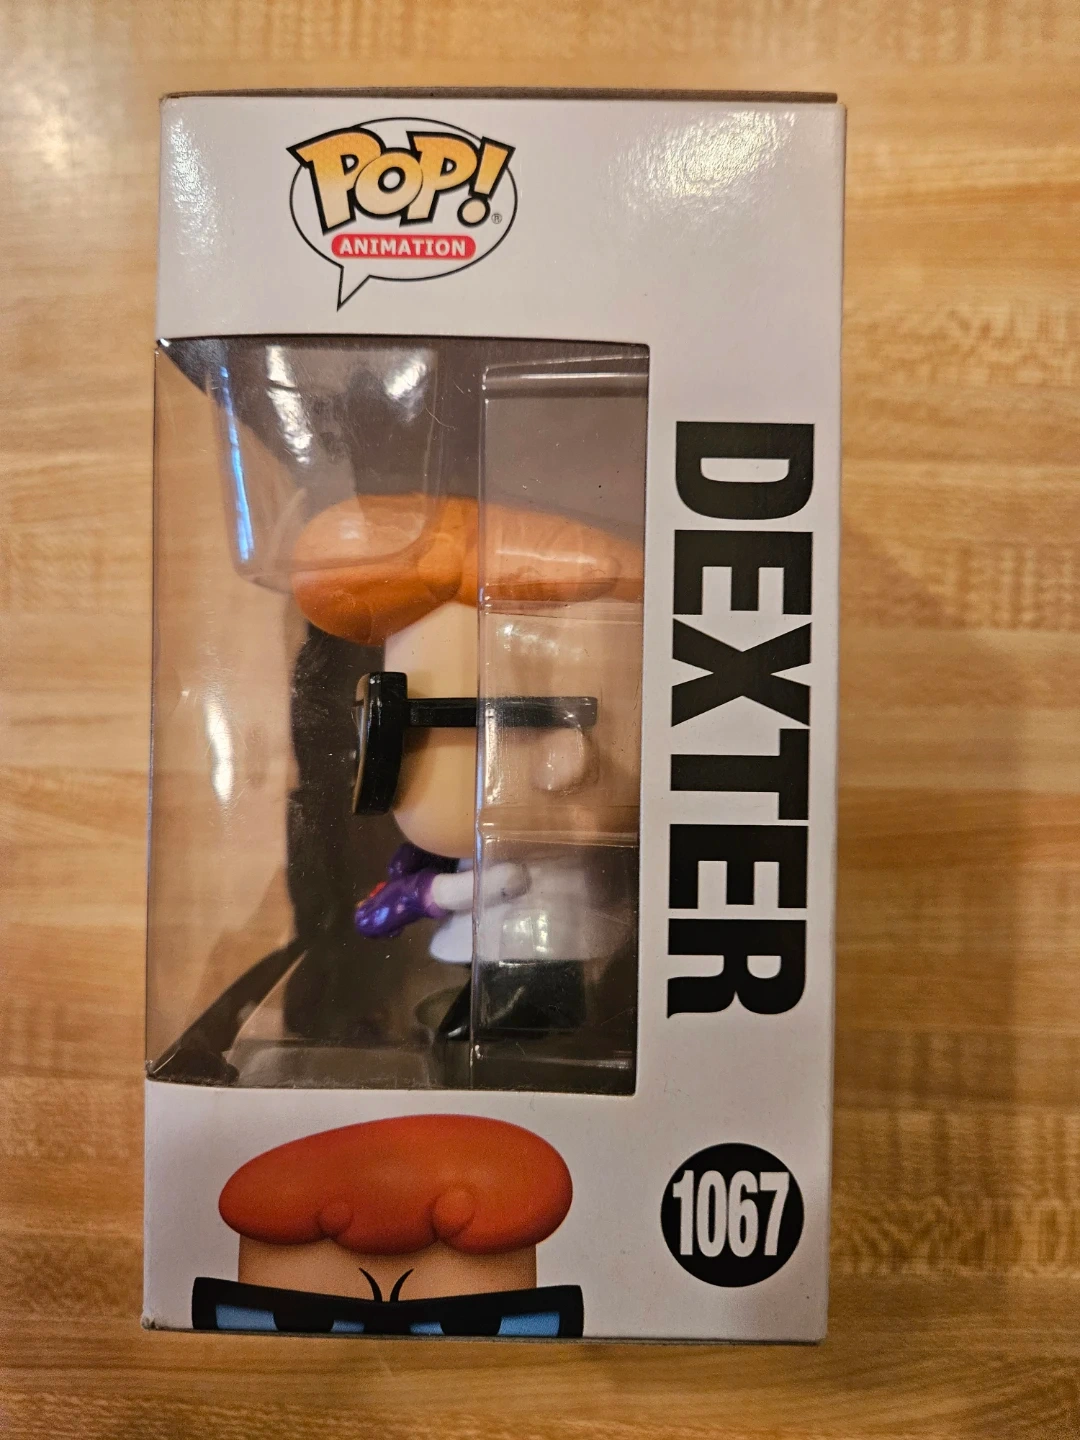 POP!
®
ANIMATION
DEXTER
1067